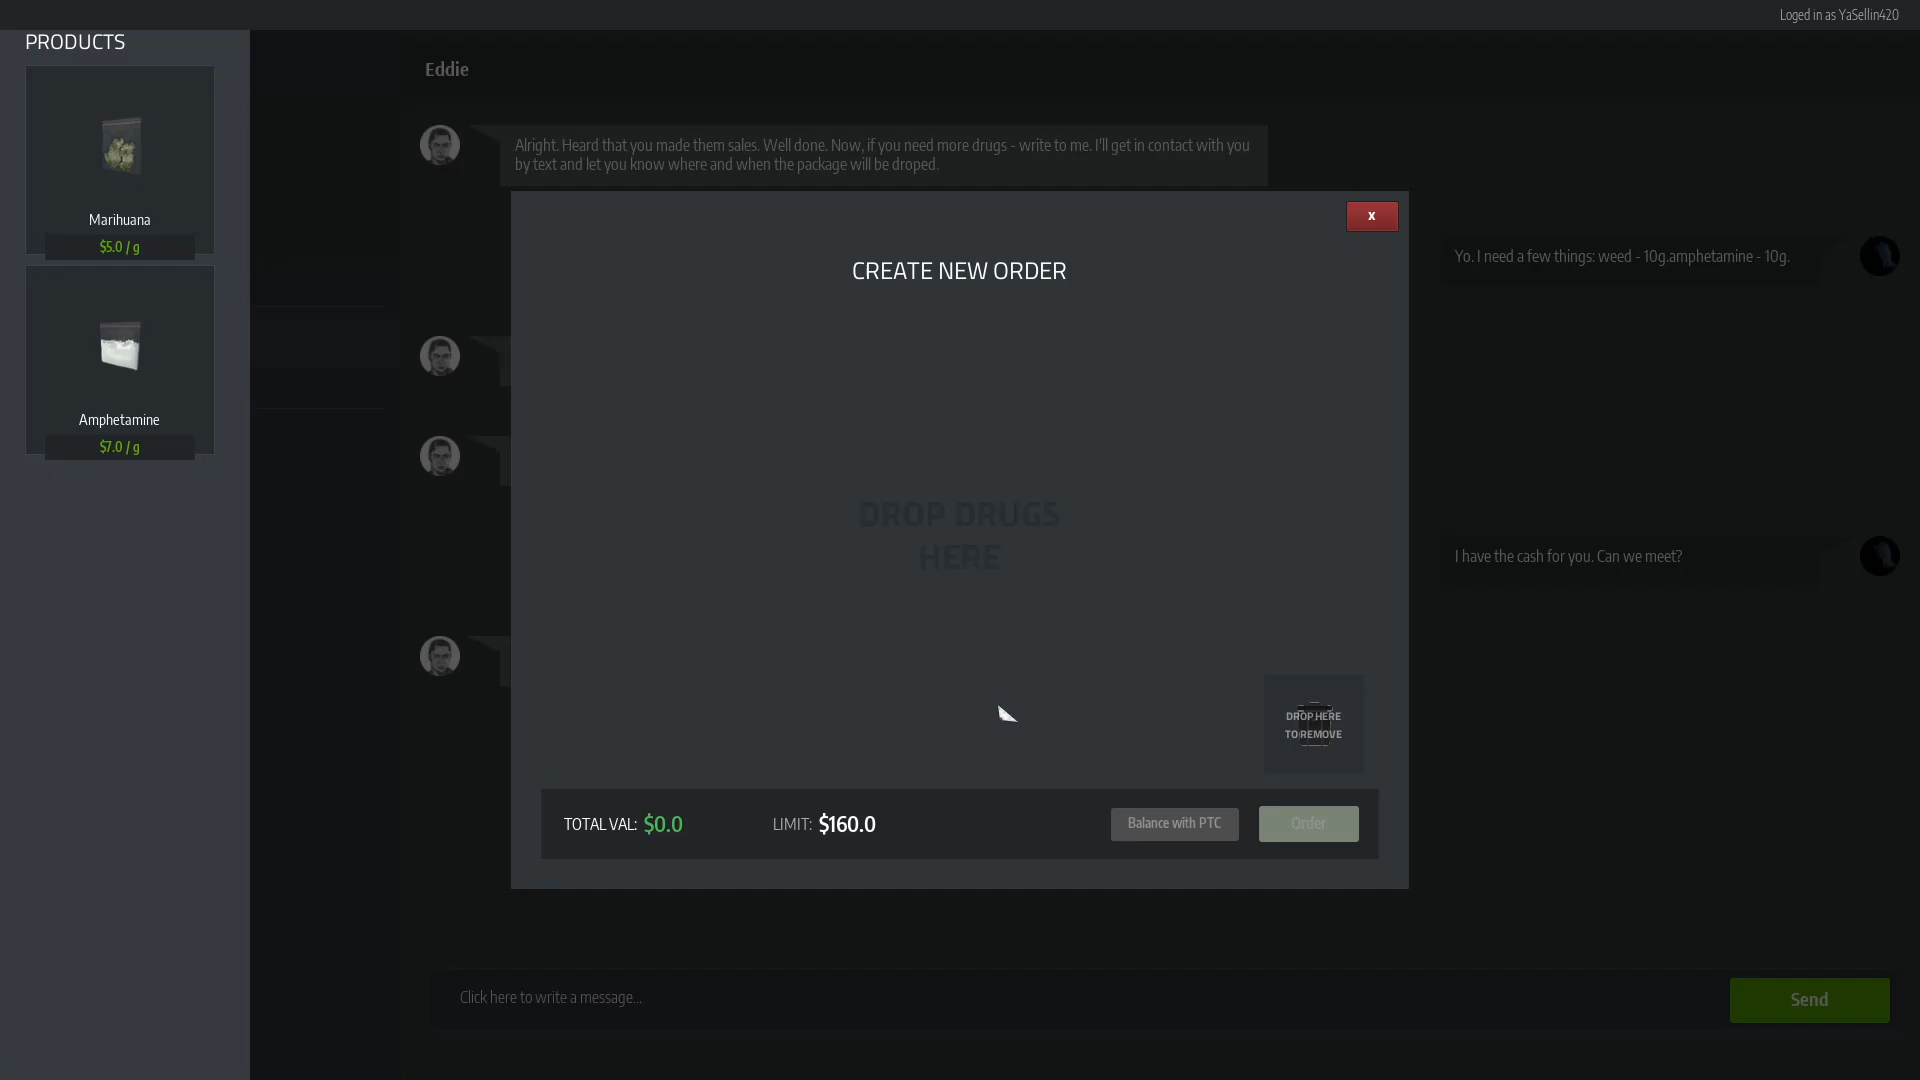 Loged in as YaSellin420
PRODUCTS
Marihuana
$5.0 / g
Amphetamine
$7.0 / g
Eddie
Alright. Heard that you made them sales. Well done. Now, if you need more drugs - write to me. I'll get in contact with you
by text and let you know where and when the package will be droped.
Yo. I need a few things: weed - 10g.amphetamine - 10g.
I have the cash for you. Can we meet?
x
CREATE NEW ORDER
DROP DRUGS
HERE
DROP HERE
TO REMOVE
TOTAL VAL: $0.0
LIMIT: $160.0
Balance with PTC
Order
Click here to write a message...
Send